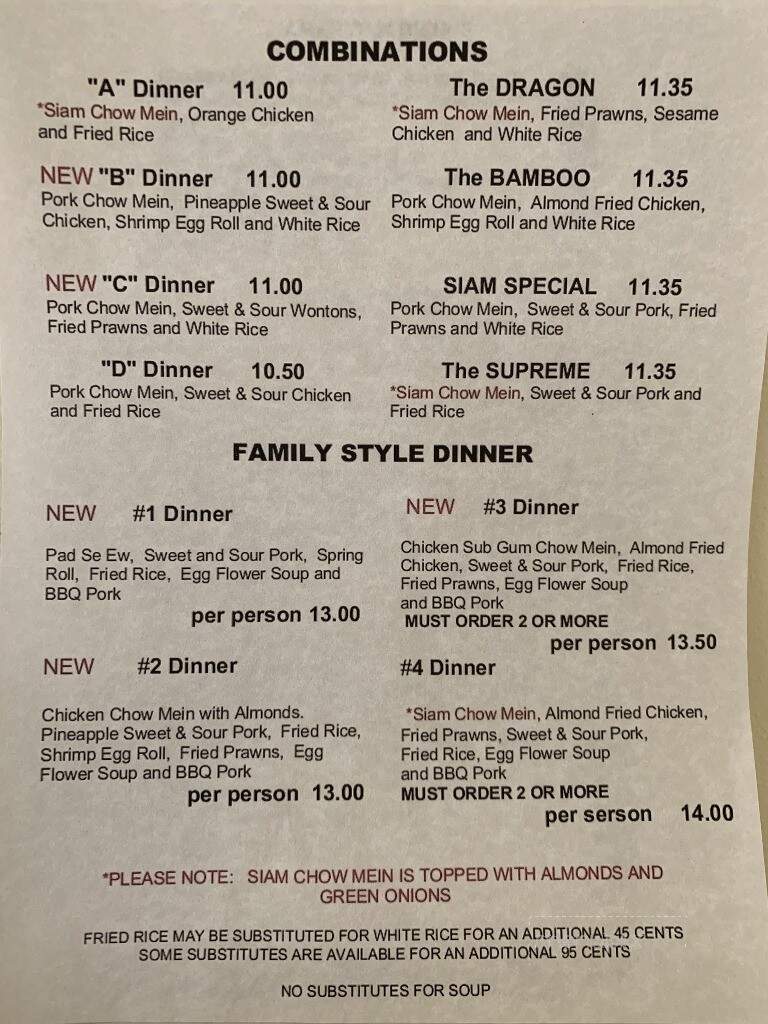 COMBINATIONS
"A" Dinner 11.00
*Siam Chow Mein, Orange Chicken
and Fried Rice
The DRAGON 11.35
*Siam Chow Mein, Fried Prawns, Sesame
Chicken and White Rice
NEW "B" Dinner 11.00
Pork Chow Mein, Pineapple Sweet & Sour
Chicken, Shrimp Egg Roll and White Rice
The BAMBOO 11.35
Pork Chow Mein, Almond Fried Chicken,
Shrimp Egg Roll and White Rice
NEW "C" Dinner 11.00
Pork Chow Mein, Sweet & Sour Wontons,
Fried Prawns and White Rice
SIAM SPECIAL 11.35
Pork Chow Mein, Sweet & Sour Pork, Fried
Prawns and White Rice
"D" Dinner 10.50
Pork Chow Mein, Sweet & Sour Chicken
and Fried Rice
The SUPREME 11.35
*Siam Chow Mein, Sweet & Sour Pork and
Fried Rice
FAMILY STYLE DINNER
NEW #1 Dinner
Pad Se Ew, Sweet and Sour Pork, Spring
Roll, Fried Rice, Egg Flower Soup and
BBQ Pork
per person 13.00
NEW #3 Dinner
Chicken Sub Gum Chow Mein, Almond Fried
Chicken, Sweet & Sour Pork, Fried Rice,
Fried Prawns, Egg Flower Soup
and BBQ Pork
MUST ORDER 2 OR MORE
per person 13.50
NEW #2 Dinner
Chicken Chow Mein with Almonds.
Pineapple Sweet & Sour Pork, Fried Rice,
Shrimp Egg Roll, Fried Prawns, Egg
Flower Soup and BBQ Pork
per person 13.00
#4 Dinner
*Siam Chow Mein, Almond Fried Chicken,
Fried Prawns, Sweet & Sour Pork,
Fried Rice, Egg Flower Soup
and BBQ Pork
MUST ORDER 2 OR MORE
per serson 14.00
*PLEASE NOTE: SIAM CHOW MEIN IS TOPPED WITH ALMONDS AND
GREEN ONIONS
FRIED RICE MAY BE SUBSTITUTED FOR WHITE RICE FOR AN ADDITIONAL 45 CENTS
SOME SUBSTITUTES ARE AVAILABLE FOR AN ADDITIONAL 95 CENTS
NO SUBSTITUTES FOR SOUP